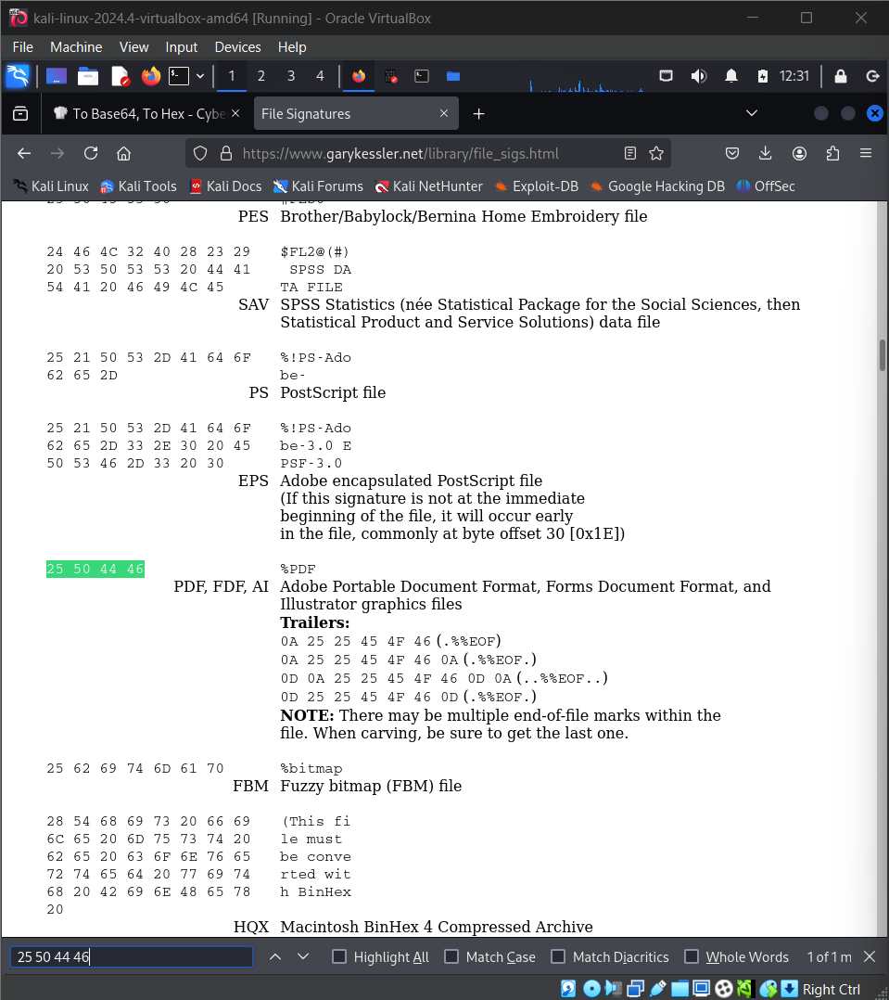 kali-linux-2024.4-virtualbox-amd64 [Running] - Oracle VirtualBox
File Machine View Input Devices Help
1 2 3 4 12:31
To Base64, To Hex - Cybe File Signatures
https://www.garykessler.net/library/file_sigs.html
Kali Linux Kali Tools Kali Docs Kali Forums Kali NetHunter Exploit-DB Google Hacking DB OffSec
PES Brother/Babylock/Bernina Home Embroidery file
24 46 4C 32 40 28 23 29 $FL2@(#)
20 53 50 53 53 20 44 41 SPSS DA
54 41 20 46 49 4C 45 TA FILE
SAV SPSS Statistics (née Statistical Package for the Social Sciences, then
Statistical Product and Service Solutions) data file
25 21 50 53 2D 41 64 6F %!PS-Ado
62 65 2D be-
PS PostScript file
25 21 50 53 2D 41 64 6F %!PS-Ado
62 65 2D 33 2E 30 20 45 be-3.0 E
50 53 46 2D 33 20 30 PSF-3.0
EPS Adobe encapsulated PostScript file
(If this signature is not at the immediate
beginning of the file, it will occur early
in the file, commonly at byte offset 30 [0x1E])
25 50 44 46 %PDF
PDF, FDF, AI Adobe Portable Document Format, Forms Document Format, and
Illustrator graphics files
Trailers:
0A 25 25 45 4F 46 (.%%EOF)
0A 25 25 45 4F 46 0A (.%%EOF.)
0D 0A 25 25 45 4F 46 0D 0A (..%%EOF..)
0D 25 25 45 4F 46 0D (.%%EOF.)
NOTE: There may be multiple end-of-file marks within the
file. When carving, be sure to get the last one.
25 62 69 74 6D 61 70 %bitmap
FBM Fuzzy bitmap (FBM) file
28 54 68 69 73 20 66 69 (This fi
6C 65 20 6D 75 73 74 20 le must
62 65 20 63 6F 6E 76 65 be conve
72 74 65 64 20 77 69 74 rted wit
68 20 42 69 6E 48 65 78 h BinHex
20
HQX Macintosh BinHex 4 Compressed Archive
25 50 44 46 Highlight All Match Case Match Diacritics Whole Words 1 of 1 m
Right Ctrl